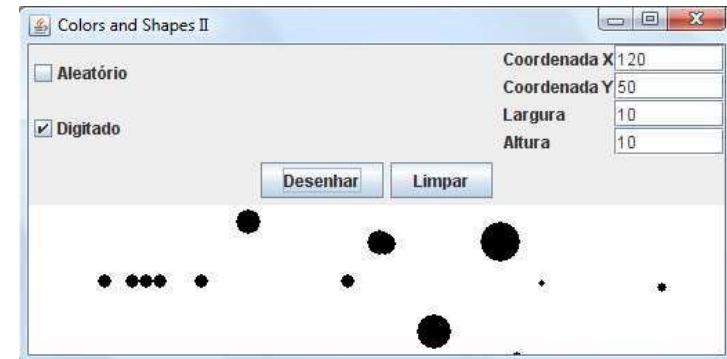 Colors and Shapes II
Aleatório
Digitado
Coordenada X 120
Coordenada Y 50
Largura 10
Altura 10
Desenhar Limpar